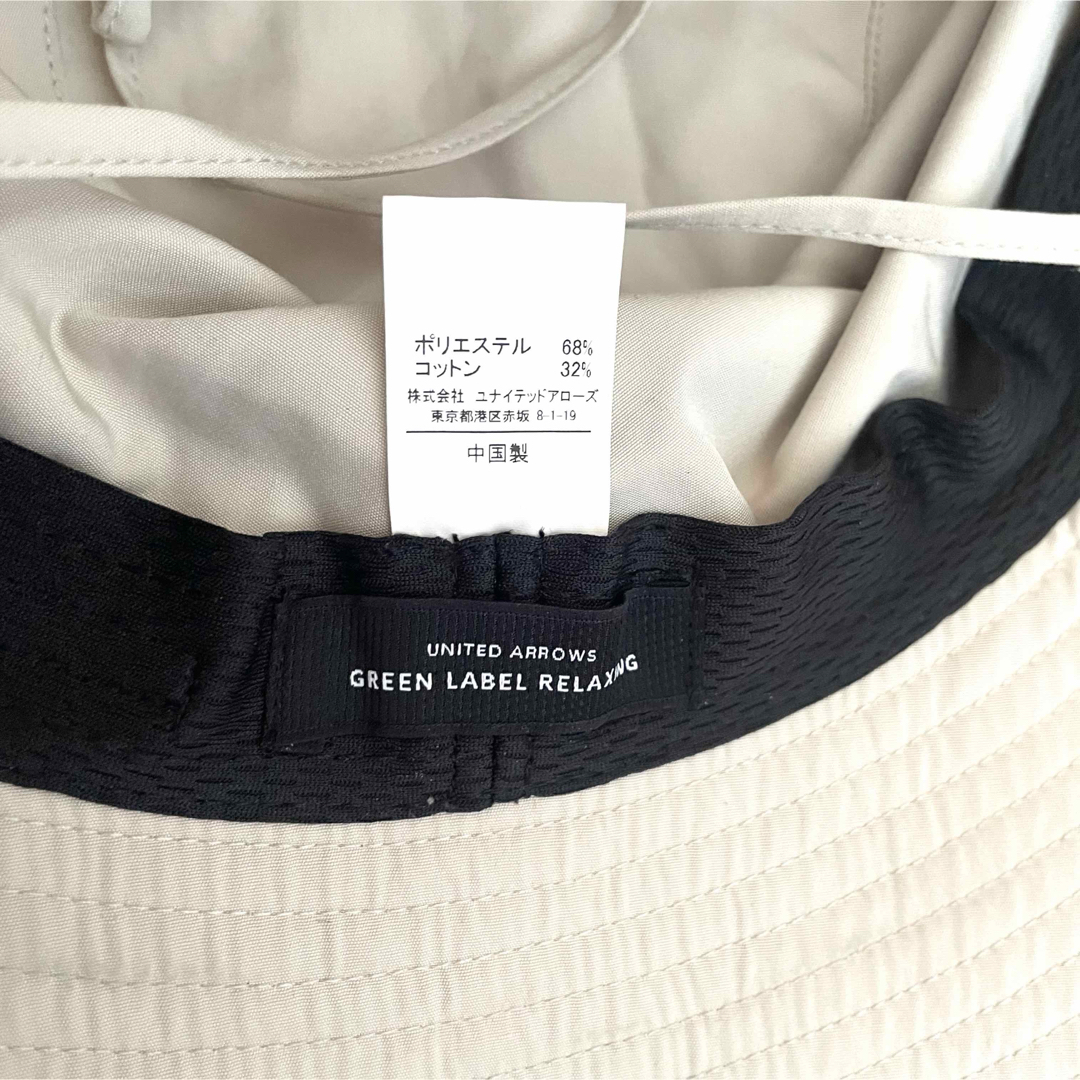 ポリエステル 68%
コットン 32%
株式会社 ユナイテッドアローズ
東京都港区赤坂 8-1-19
中国製
UNITED ARROWS
GREEN LABEL RELAXING